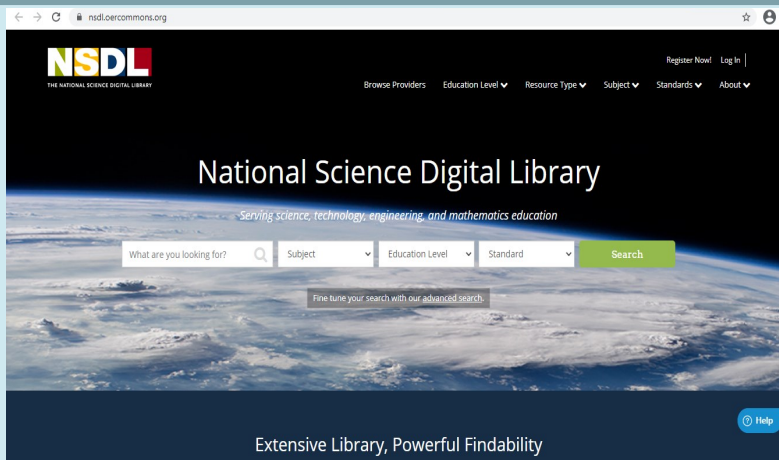 nsdl.oercommons.org
NSDL
THE NATIONAL SCIENCE DIGITAL LIBRARY
Register Now! Log In
Browse Providers Education Level Resource Type Subject Standards About
National Science Digital Library
Serving science, technology, engineering, and mathematics education
What are you looking for? Subject Education Level Standard Search
Fine tune your search with our advanced search.
Help
Extensive Library, Powerful Findability